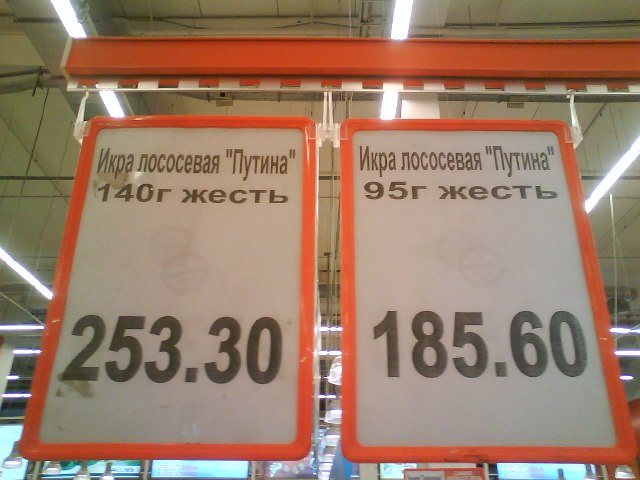 Икра лососевая "Путина"
140г жесть
253.30
Икра лососевая "Путина"
95г жесть
185.60